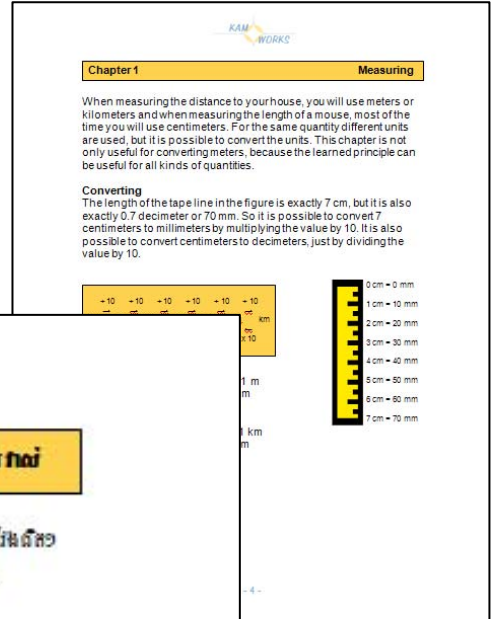 KAM
WORKS
Chapter 1 Measuring
When measuring the distance to your house, you will use meters or
kilometers and when measuring the length of a mouse, most of the
time you will use centimeters. For the same quantity different units
are used, but it is possible to convert the units. This chapter is not
only useful for converting meters, because the learned principle can
be useful for all kinds of quantities.
Converting
The length of the tape line in the figure is exactly 7 cm, but it is also
exactly 0.7 decimeter or 70 mm. So it is possible to convert 7
centimeters to millimeters by multiplying the value by 10. It is also
possible to convert centimeters to decimeters, just by dividing the
value by 10.
÷10 ÷10 ÷10 ÷10 ÷10 ÷10
km
x 10
0 cm = 0 mm
1 cm = 10 mm
2 cm = 20 mm
3 cm = 30 mm
4 cm = 40 mm
5 cm = 50 mm
6 cm = 60 mm
7 cm = 70 mm
1 m
m
km
m
- 4 -